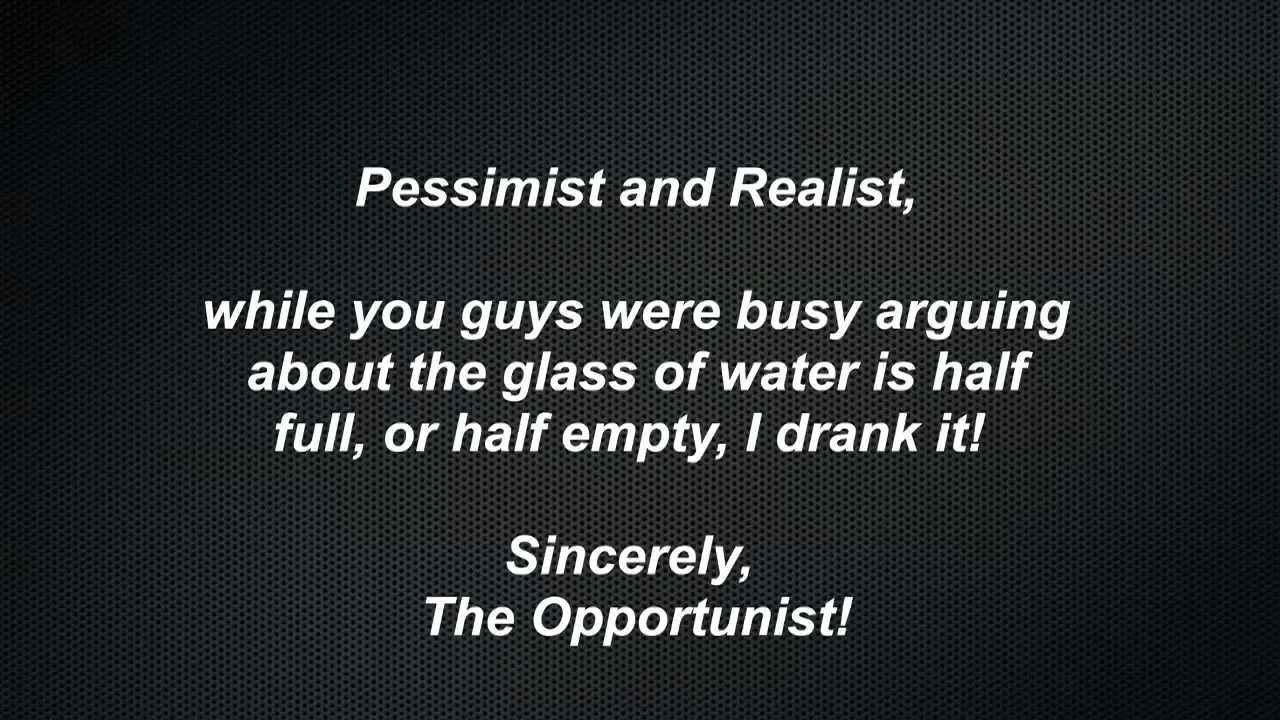 Pessimist and Realist,
while you guys were busy arguing
about the glass of water is half
full, or half empty, I drank it!
Sincerely,
The Opportunist!